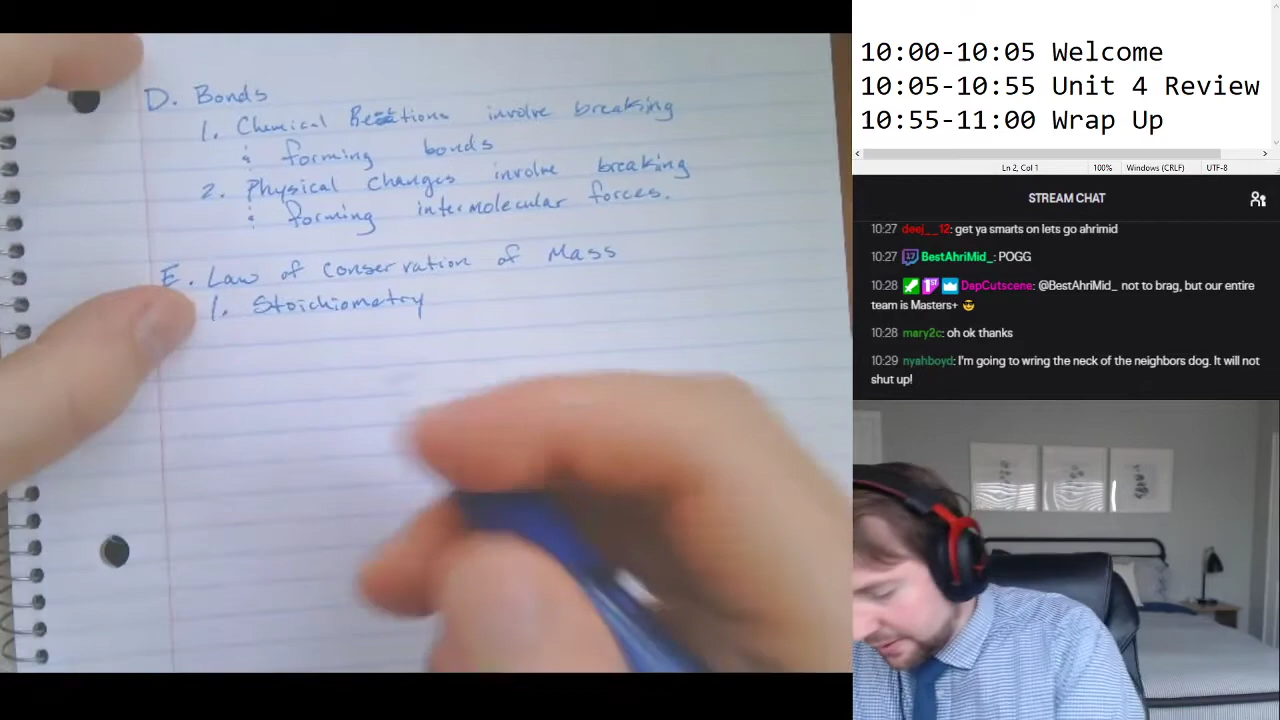 D. Bonds
1. Chemical Reactions involve breaking
& forming bonds
2. Physical changes involve breaking
& forming intermolecular forces.
E. Law of Conservation of Mass
1. Stoichiometry
10:00-10:05 Welcome
10:05-10:55 Unit 4 Review
10:55-11:00 Wrap Up
Ln 2, Col 1 100% Windows (CRLF) UTF-8
STREAM CHAT
10:27 deej__12: get ya smarts on lets go ahrimid
10:27 17 BestAhriMid_: POGG
10:28 1ST DapCutscene: @BestAhriMid_ not to brag, but our entire
team is Masters+
10:28 mary2c: oh ok thanks
10:29 nyahboyd: I'm going to wring the neck of the neighbors dog. It will not
shut up!